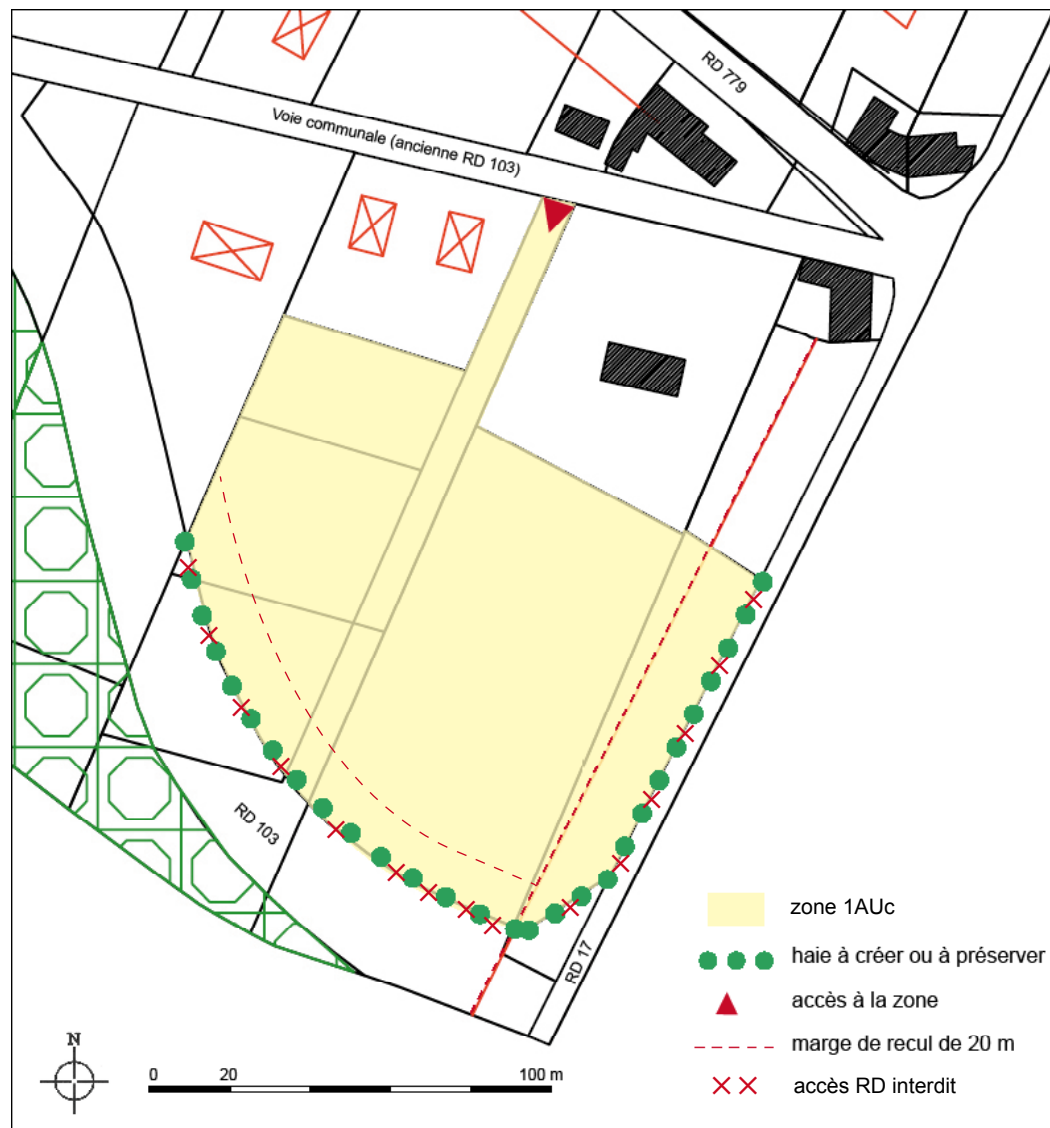 RD 779
Voie communale (ancienne RD 103)
RD 103
RD 17
zone 1AUc
haie à créer ou à préserver
accès à la zone
marge de recul de 20 m
accès RD interdit
N
0 20 100 m